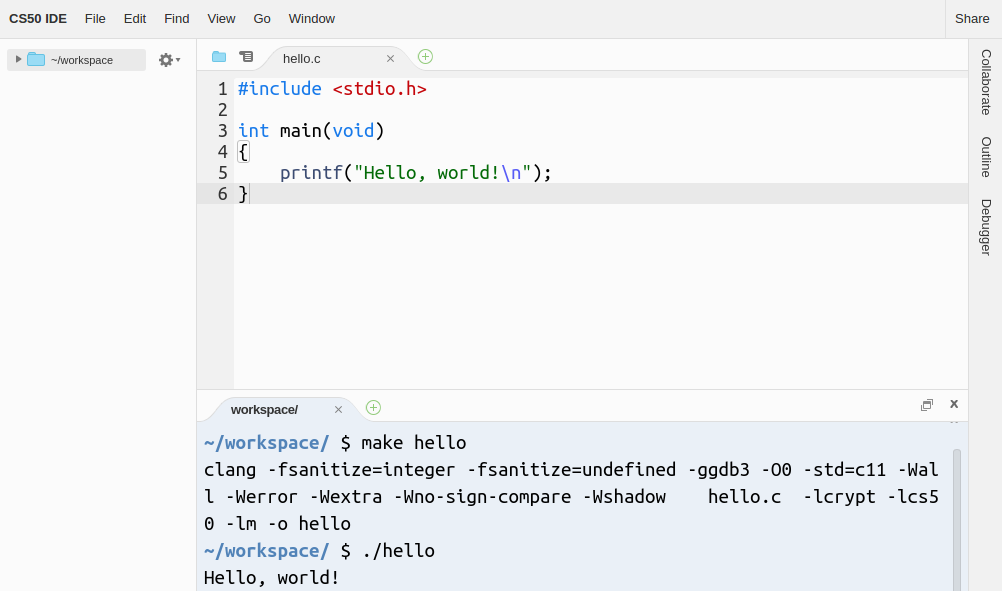 CS50 IDE File Edit Find View Go Window Share
~/workspace
hello.c
1 #include <stdio.h>
2
3 int main(void)
4 {
5     printf("Hello, world!\n");
6 }
Collaborate
Outline
Debugger
workspace/
~/workspace/ $ make hello
clang -fsanitize=integer -fsanitize=undefined -ggdb3 -O0 -std=c11 -Wal
l -Werror -Wextra -Wno-sign-compare -Wshadow    hello.c  -lcrypt -lcs5
0 -lm -o hello
~/workspace/ $ ./hello
Hello, world!